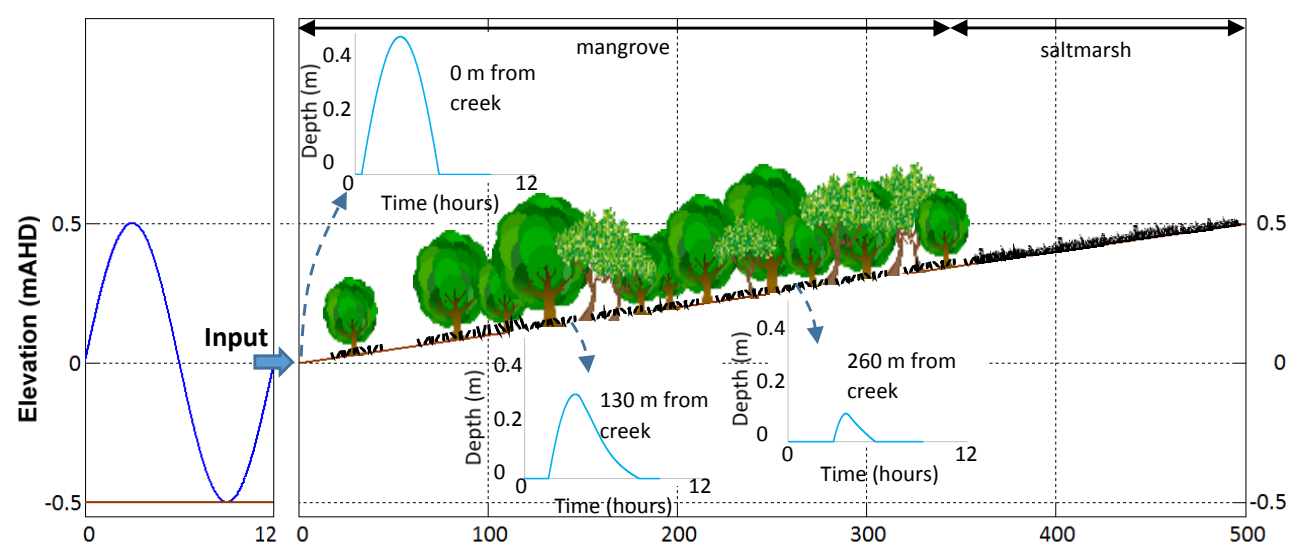 mangrove
saltmarsh
Depth (m)
0.4
0.2
0
0 m from
creek
0
12
Time (hours)
Elevation (mAHD)
0.5
0
-0.5
0
12
Input
0.5
0
-0.5
Depth (m)
0.4
0.2
0
130 m from
creek
0
12
Time (hours)
Depth (m)
0.4
0.2
0
260 m from
creek
0
12
Time (hours)
0
100
200
300
400
500